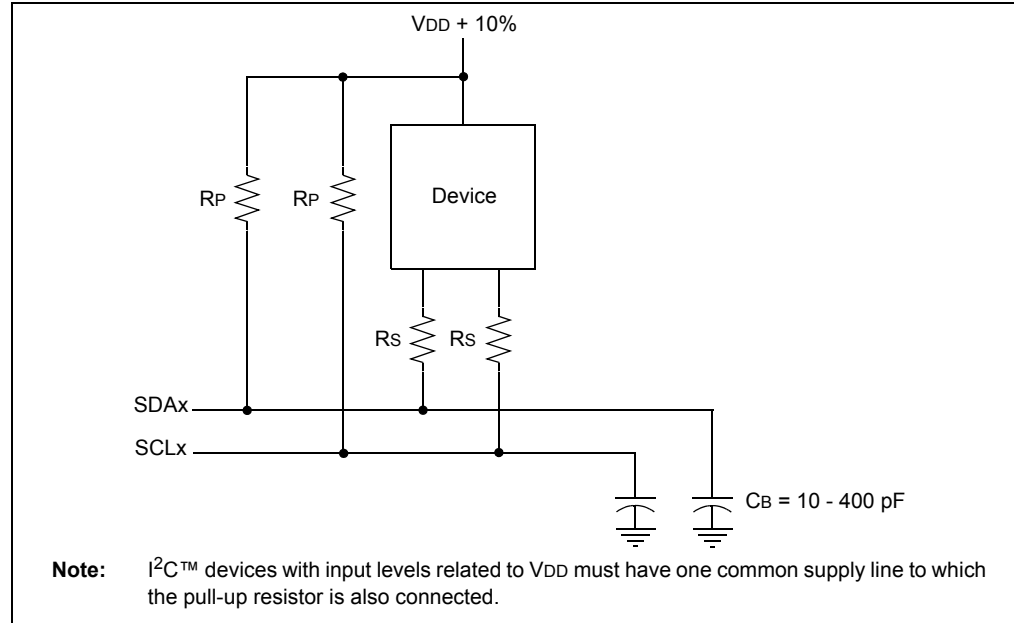 VDD + 10%
RP
RP
Device
RS
RS
SDAx
SCLx
CB = 10 - 400 pF
Note: I²C™ devices with input levels related to VDD must have one common supply line to which
the pull-up resistor is also connected.